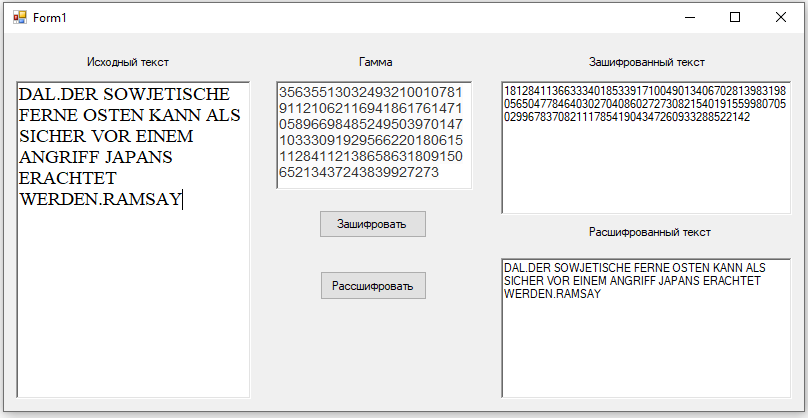 Form1
Исходный текст
DAL.DER SOWJETISCHE
FERNE OSTEN KANN ALS
SICHER VOR EINEM
ANGRIFF JAPANS
ERACHTET
WERDEN.RAMSAY
Гамма
35635513032493210010781
91121062116941861761471
05896698485249503970147
10333091929566220180615
11284112138658631809150
65213437243839927273
Зашифровать
Рассшифровать
Зашифрованный текст
18128411366333401853391710049013406702813983198
05650477846403027040860272730821540191559980705
02996783708211178541904347260933288522142
Расшифрованный текст
DAL.DER SOWJETISCHE FERNE OSTEN KANN ALS
SICHER VOR EINEM ANGRIFF JAPANS ERACHTET
WERDEN.RAMSAY